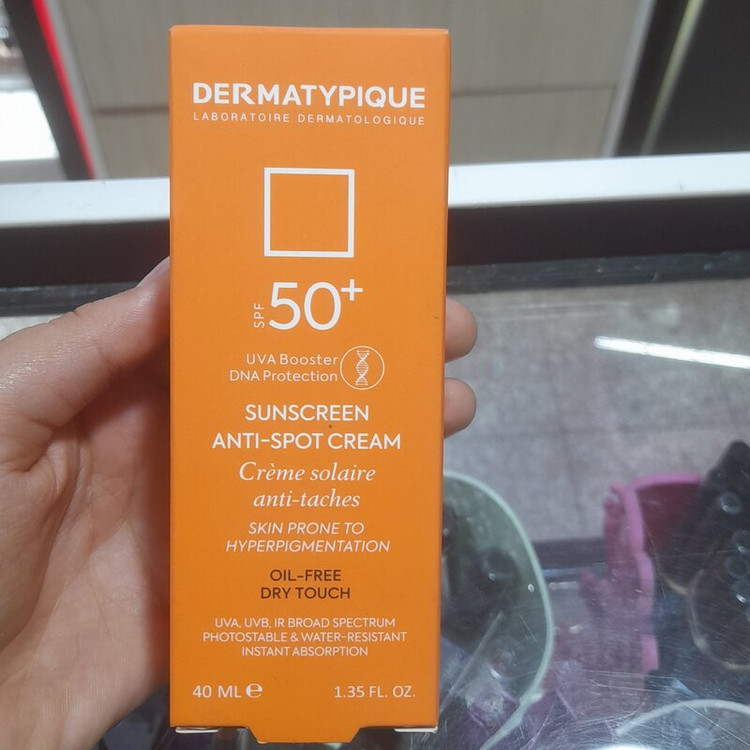 DERMATYPIQUE
LABORATOIRE DERMATOLOGIQUE
SPF 50+
UVA Booster
DNA Protection
SUNSCREEN
ANTI-SPOT CREAM
Crème solaire
anti-taches
SKIN PRONE TO
HYPERPIGMENTATION
OIL-FREE
DRY TOUCH
UVA, UVB, IR BROAD SPECTRUM
PHOTOSTABLE & WATER-RESISTANT
INSTANT ABSORPTION
40 ML ℮ 1.35 FL. OZ.